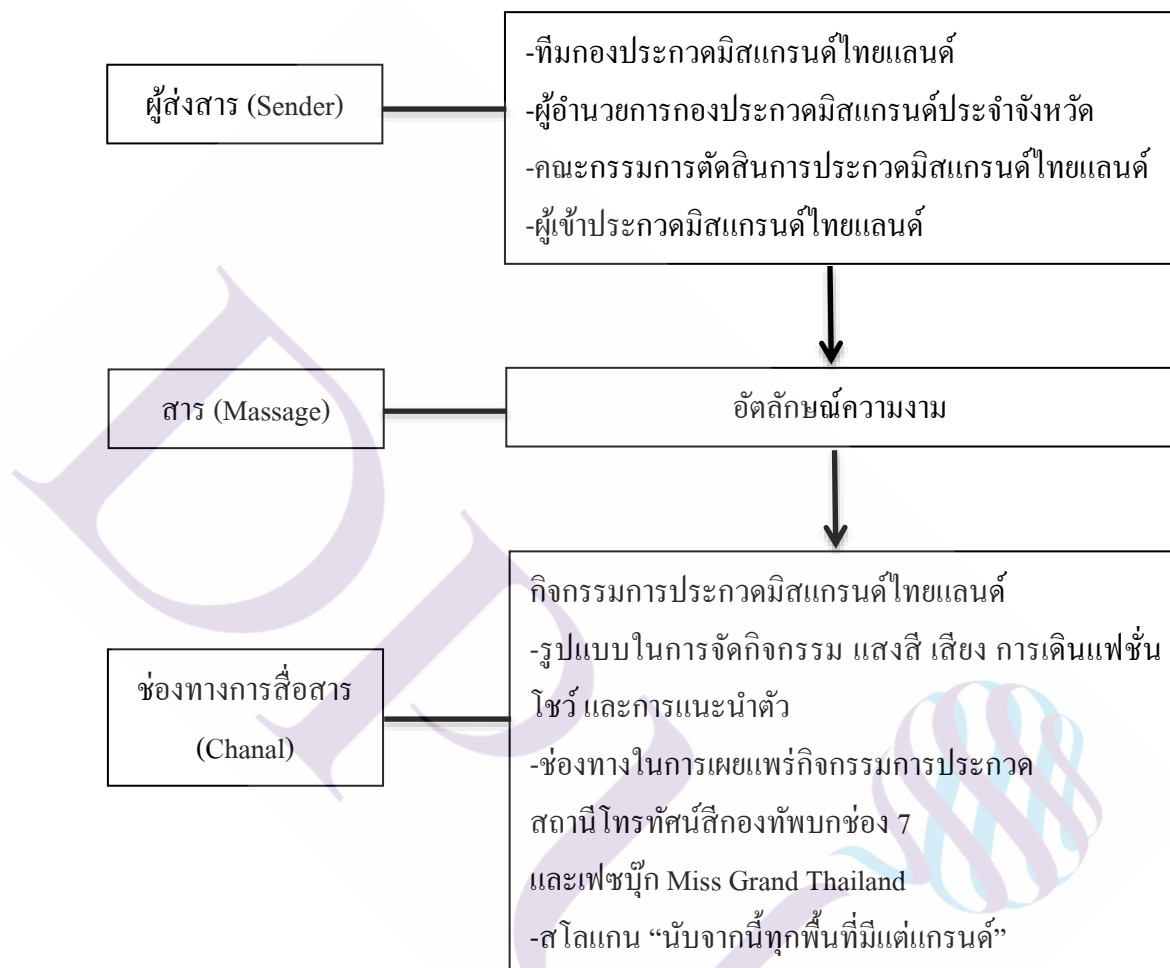 ผู้ส่งสาร (Sender)
-ทีมกองประกวดมิสแกรนด์ไทยแลนด์
-ผู้อำนวยการกองประกวดมิสแกรนด์ประจำจังหวัด
-คณะกรรมการตัดสินการประกวดมิสแกรนด์ไทยแลนด์
-ผู้เข้าประกวดมิสแกรนด์ไทยแลนด์
สาร (Massage)
อัตลักษณ์ความงาม
ช่องทางการสื่อสาร
(Chanal)
กิจกรรมการประกวดมิสแกรนด์ไทยแลนด์
-รูปแบบในการจัดกิจกรรม แสงสี เสียง การเดินแฟชั่น
โชว์ และการแนะนำตัว
-ช่องทางในการเผยแพร่กิจกรรมการประกวด
สถานีโทรทัศน์สีกองทัพบกช่อง 7
และเฟซบุ๊ก Miss Grand Thailand
-สโลแกน “นับจากนี้ทุกพื้นที่มีแต่แกรนด์”